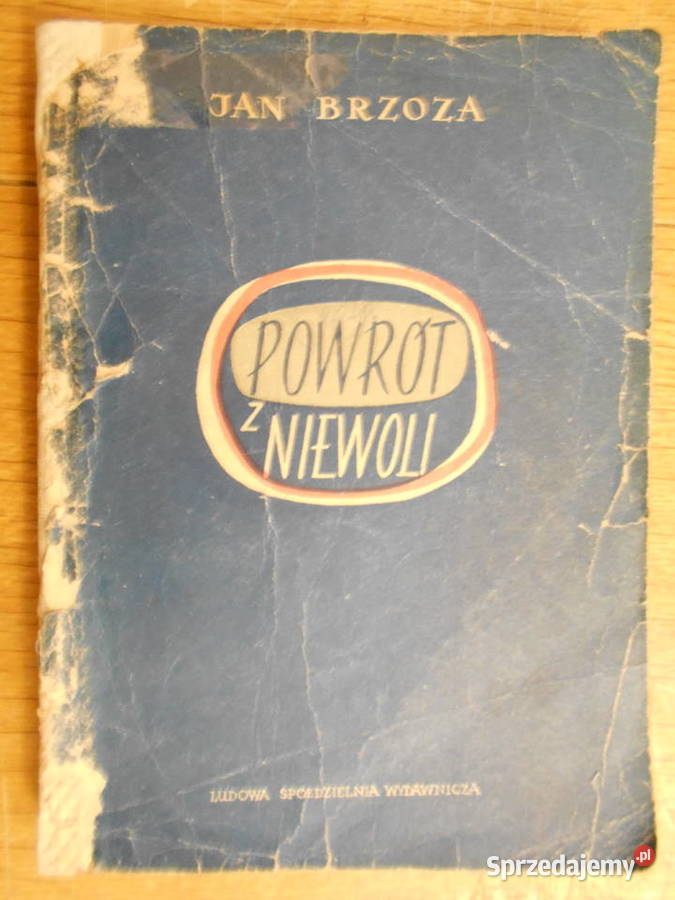 JAN BRZOZA
POWRÓT
Z NIEWOLI
LUDOWA SPÓŁDZIELNIA WYDAWNICZA
Sprzedajemy.pl